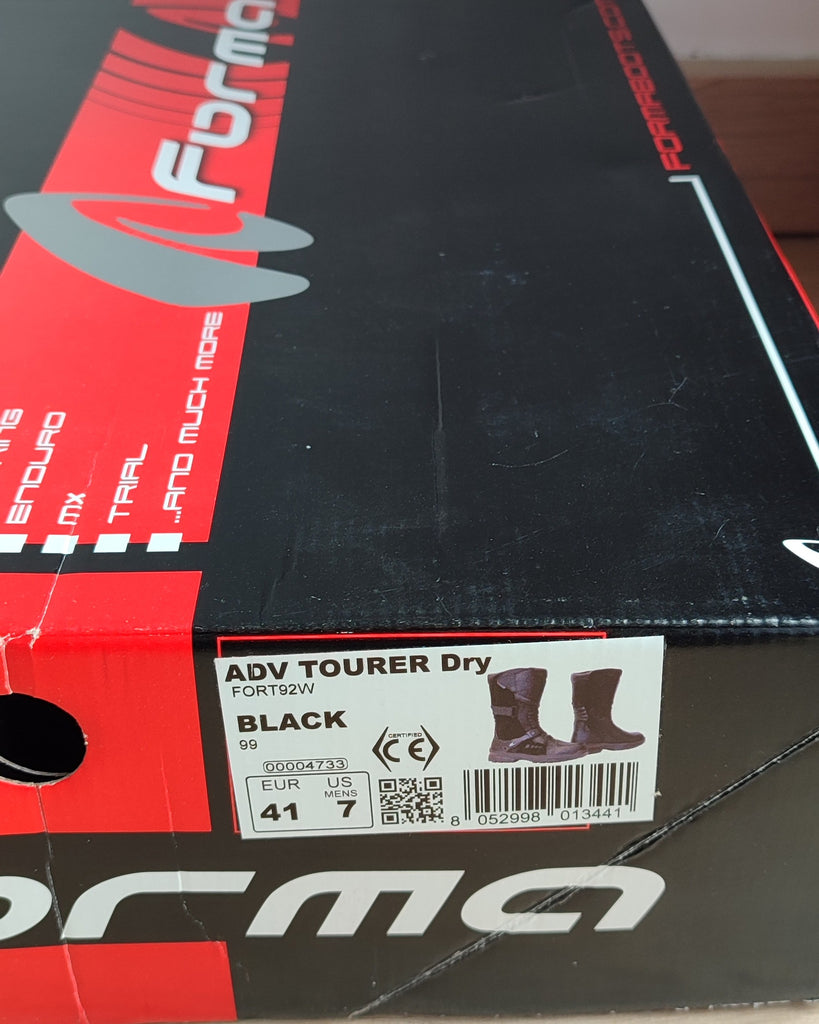 Forma
FORMABOOTS.CO
ENDURO
MX
TRIAL
...AND MUCH MORE
ADV TOURER Dry
FORT92W
BLACK
99
CERTIFIED
CE
00004733
EUR US
MENS
41 7
8 052998 013441
orma